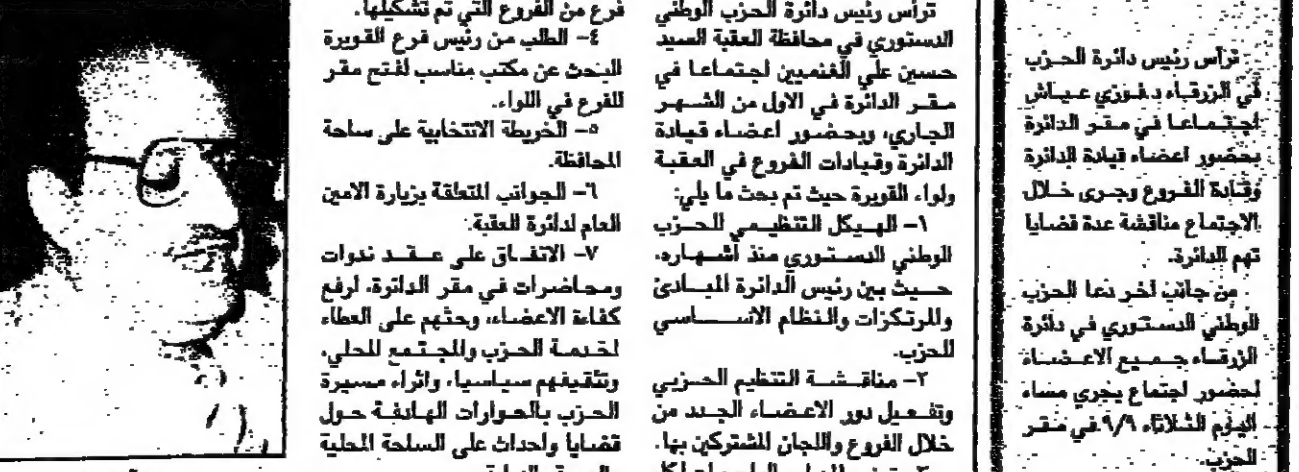 ترأس رئيس دائرة الحزب
في الزرقاء د.فوزي عياش
اجتماعا في مقر الدائرة
بحضور اعضاء قيادة الدائرة
وقيادة الفروع وجرى خلال
الاجتماع مناقشة عدة قضايا
تهم الدائرة.
من جانب آخر دعا الحزب
الوطني الدستوري في دائرة
الزرقاء جميع الاعضاء
لحضور اجتماع يجري مساء
اليوم الثلاثاء ٩/٩ في مقر
الحزب.
ترأس رئيس دائرة الحزب الوطني
الدستوري في محافظة العقبة السيد
حسين علي الغنميين اجتماعا في
مقر الدائرة في الاول من الشهر
الجاري، وبحضور اعضاء قيادة
الدائرة وقيادات الفروع في العقبة
ولواء القويرة حيث تم بحث ما يلي:
١- الهيكل التنظيمي للحزب
الوطني الدستوري منذ اشهاره،
حيث بين رئيس الدائرة المبادئ
والمرتكزات والنظام الاساسي
للحزب.
٢- مناقشة التنظيم الحزبي
وتفعيل دور الاعضاء الجدد من
خلال الفروع واللجان المشتركين بها.
فرع من الفروع التي تم تشكيلها.
٤- الطلب من رئيس فرع القويرة
البحث عن مكتب مناسب لفتح مقر
للفرع في اللواء.
٥- الخريطة الانتخابية على ساحة
المحافظة.
٦- الجوانب المتعلقة بزيارة الامين
العام لدائرة العقبة.
٧- الاتفاق على عقد ندوات
ومحاضرات في مقر الدائرة، لرفع
كفاءة الاعضاء، وحثهم على العطاء
لخدمة الحزب والمجتمع المحلي،
وتثقيفهم سياسيا، واثراء مسيرة
الحزب بالحوارات الهادفة حول
قضايا واحداث على الساحة المحلية